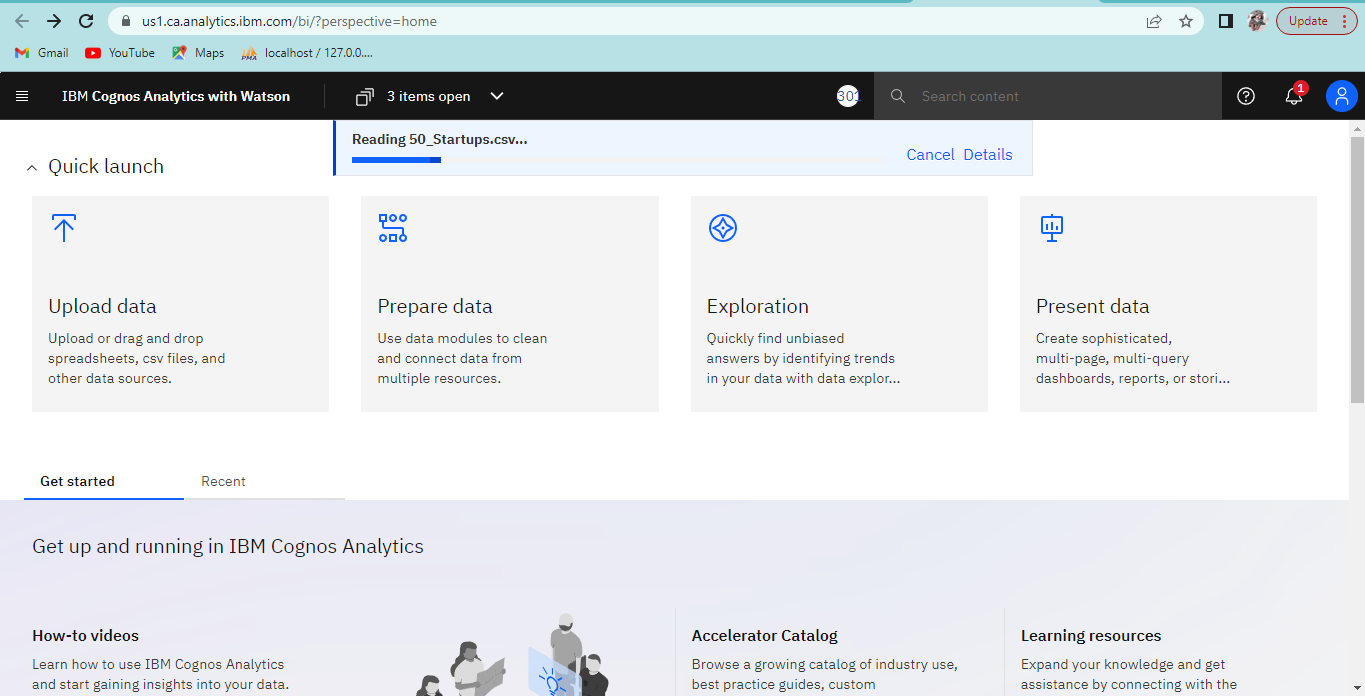 us1.ca.analytics.ibm.com/bi/?perspective=home
Update
Gmail
YouTube
Maps
localhost / 127.0.0....
IBM Cognos Analytics with Watson
3 items open
301
Search content
1
Reading 50_Startups.csv...
Cancel Details
Quick launch
Upload data
Upload or drag and drop
spreadsheets, csv files, and
other data sources.
Prepare data
Use data modules to clean
and connect data from
multiple resources.
Exploration
Quickly find unbiased
answers by identifying trends
in your data with data explor...
Present data
Create sophisticated,
multi-page, multi-query
dashboards, reports, or stori...
Get started
Recent
Get up and running in IBM Cognos Analytics
How-to videos
Learn how to use IBM Cognos Analytics
and start gaining insights into your data.
Accelerator Catalog
Browse a growing catalog of industry use,
best practice guides, custom
Learning resources
Expand your knowledge and get
assistance by connecting with the